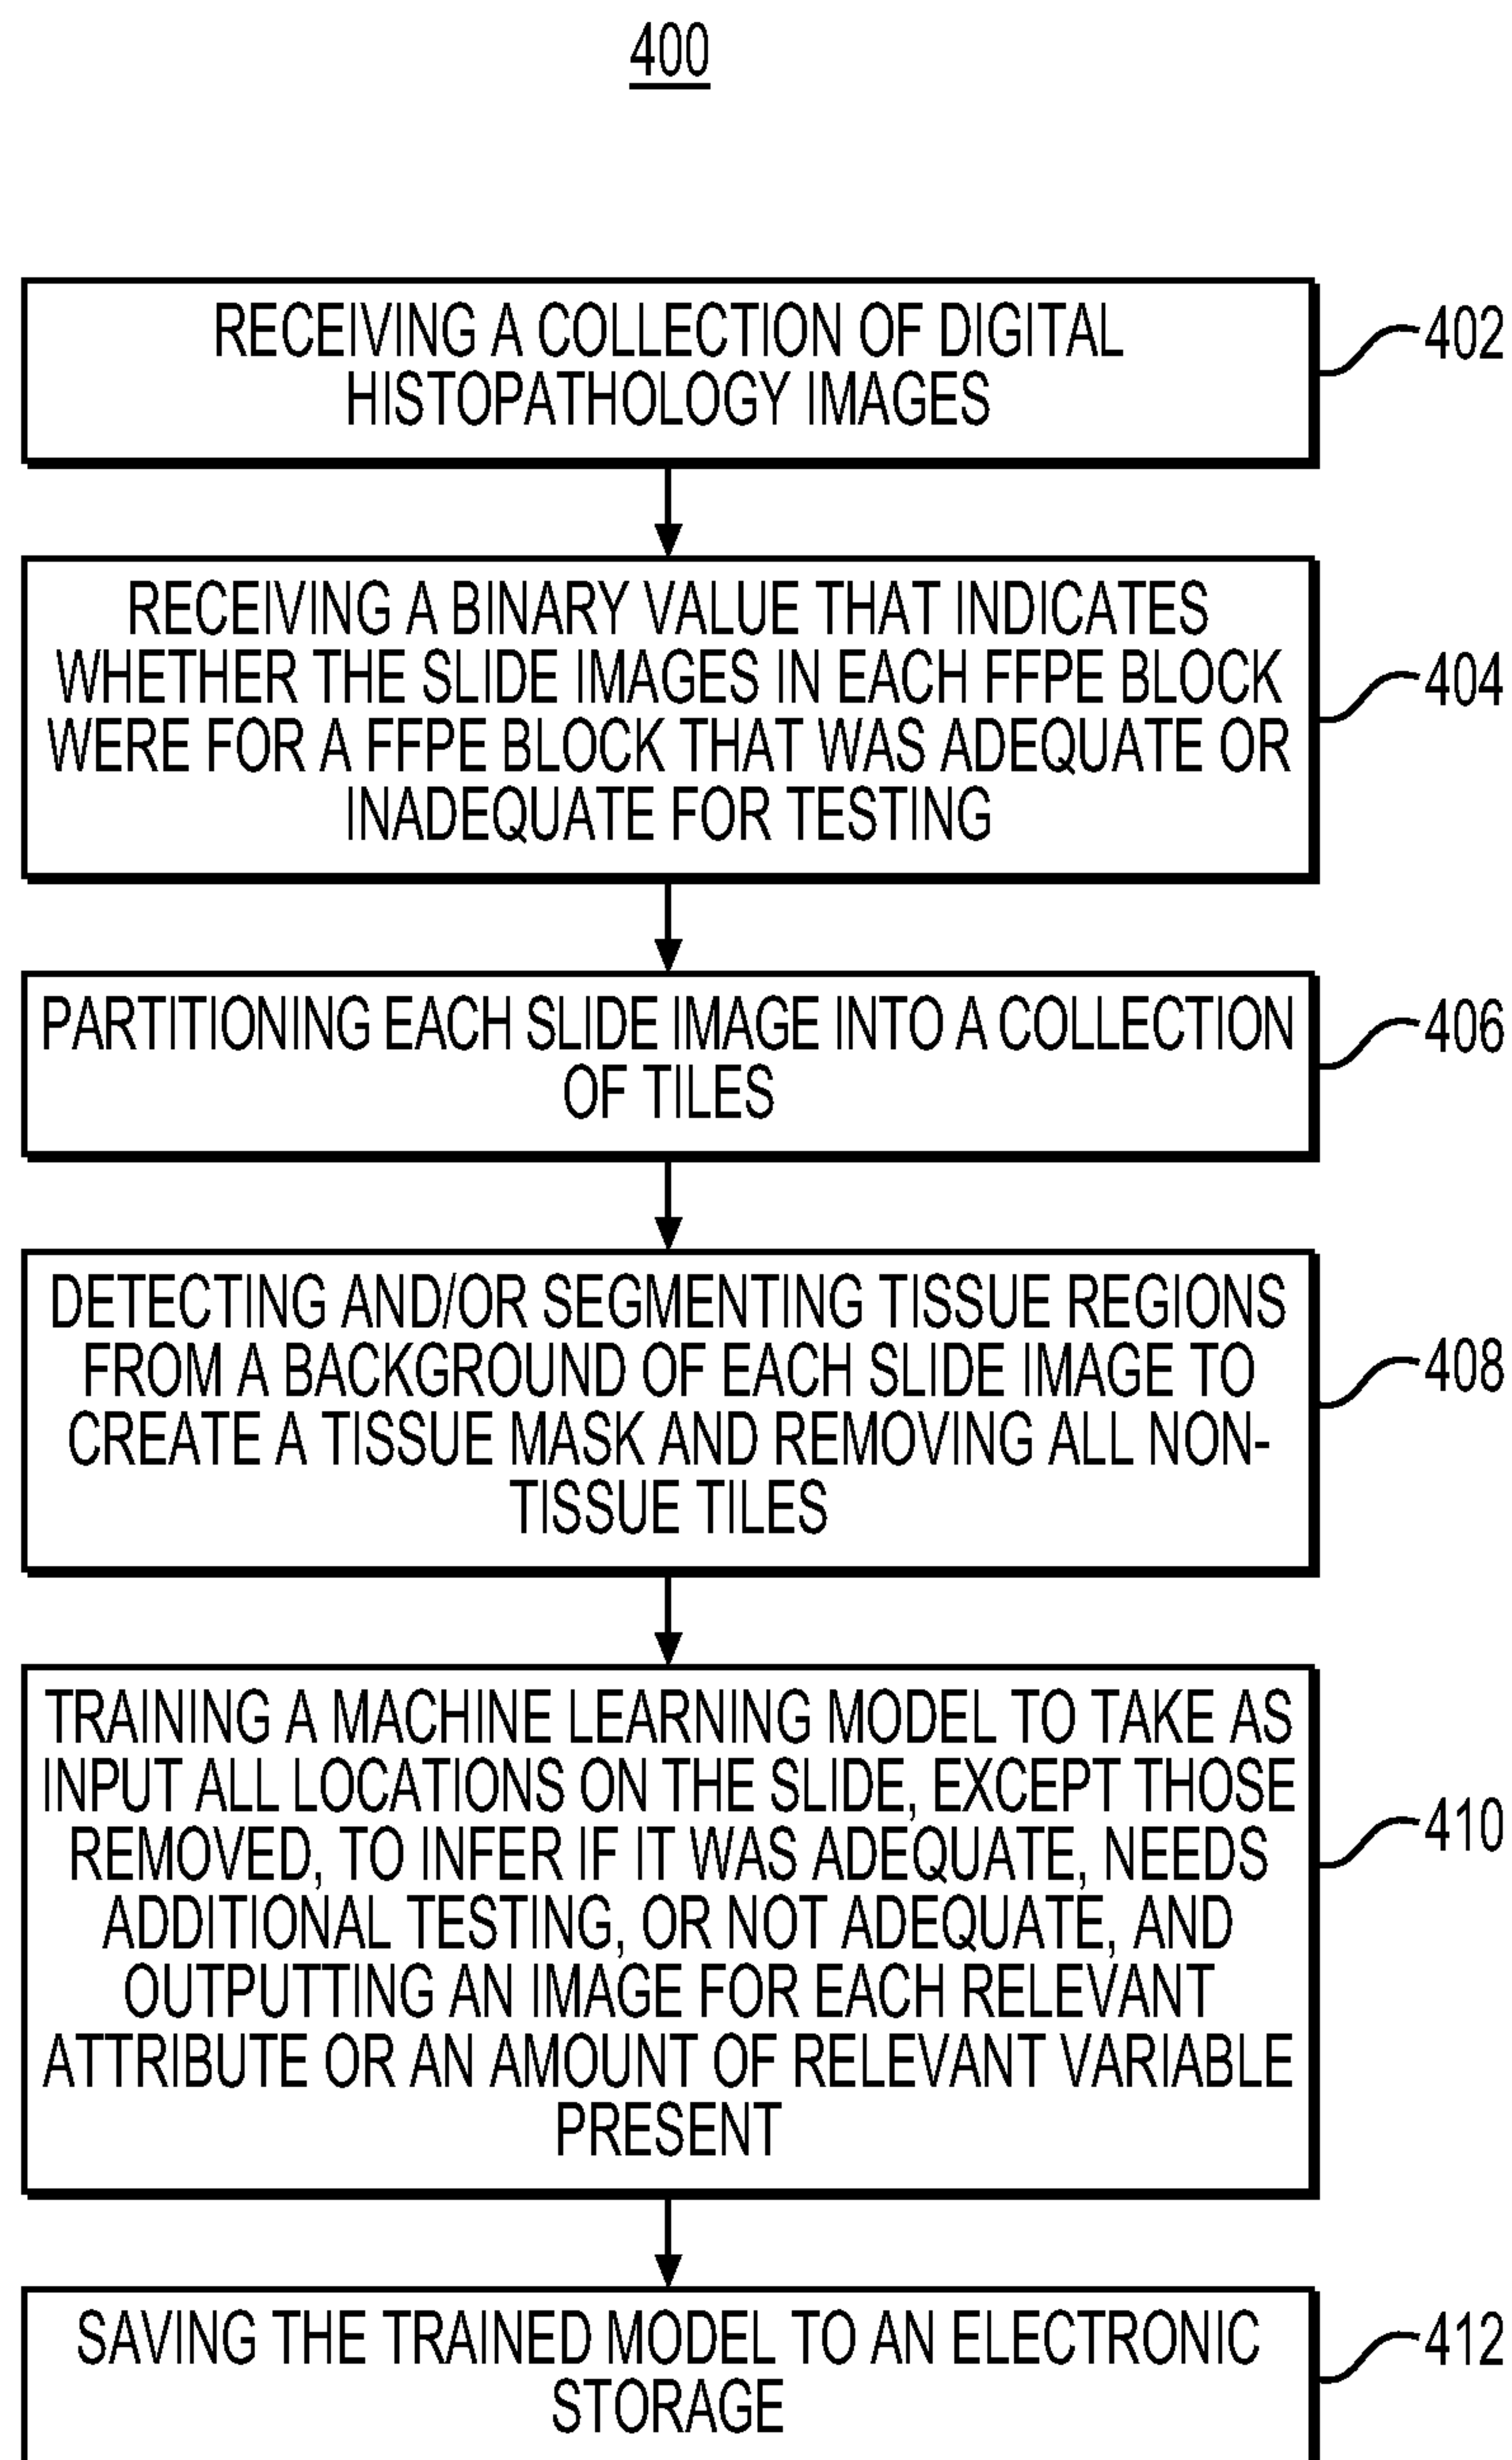 400
RECEIVING A COLLECTION OF DIGITAL
HISTOPATHOLOGY IMAGES
402
RECEIVING A BINARY VALUE THAT INDICATES
WHETHER THE SLIDE IMAGES IN EACH FFPE BLOCK
WERE FOR A FFPE BLOCK THAT WAS ADEQUATE OR
INADEQUATE FOR TESTING
404
PARTITIONING EACH SLIDE IMAGE INTO A COLLECTION
OF TILES
406
DETECTING AND/OR SEGMENTING TISSUE REGIONS
FROM A BACKGROUND OF EACH SLIDE IMAGE TO
CREATE A TISSUE MASK AND REMOVING ALL NON-
TISSUE TILES
408
TRAINING A MACHINE LEARNING MODEL TO TAKE AS
INPUT ALL LOCATIONS ON THE SLIDE, EXCEPT THOSE
REMOVED, TO INFER IF IT WAS ADEQUATE, NEEDS
ADDITIONAL TESTING, OR NOT ADEQUATE, AND
OUTPUTTING AN IMAGE FOR EACH RELEVANT
ATTRIBUTE OR AN AMOUNT OF RELEVANT VARIABLE
PRESENT
410
SAVING THE TRAINED MODEL TO AN ELECTRONIC
STORAGE
412